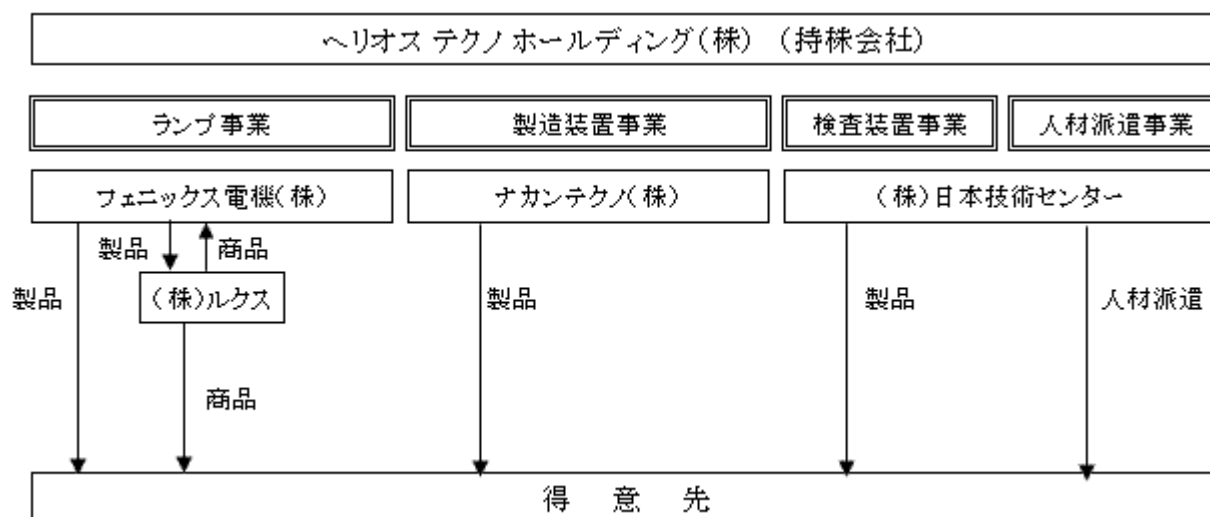 ヘリオス テクノ ホールディング(株) (持株会社)
ランプ事業
製造装置事業
検査装置事業
人材派遣事業
フェニックス電機(株)
ナカンテクノ(株)
(株)日本技術センター
製品
商品
(株)ルクス
製品
製品
製品
人材派遣
商品
得 意 先